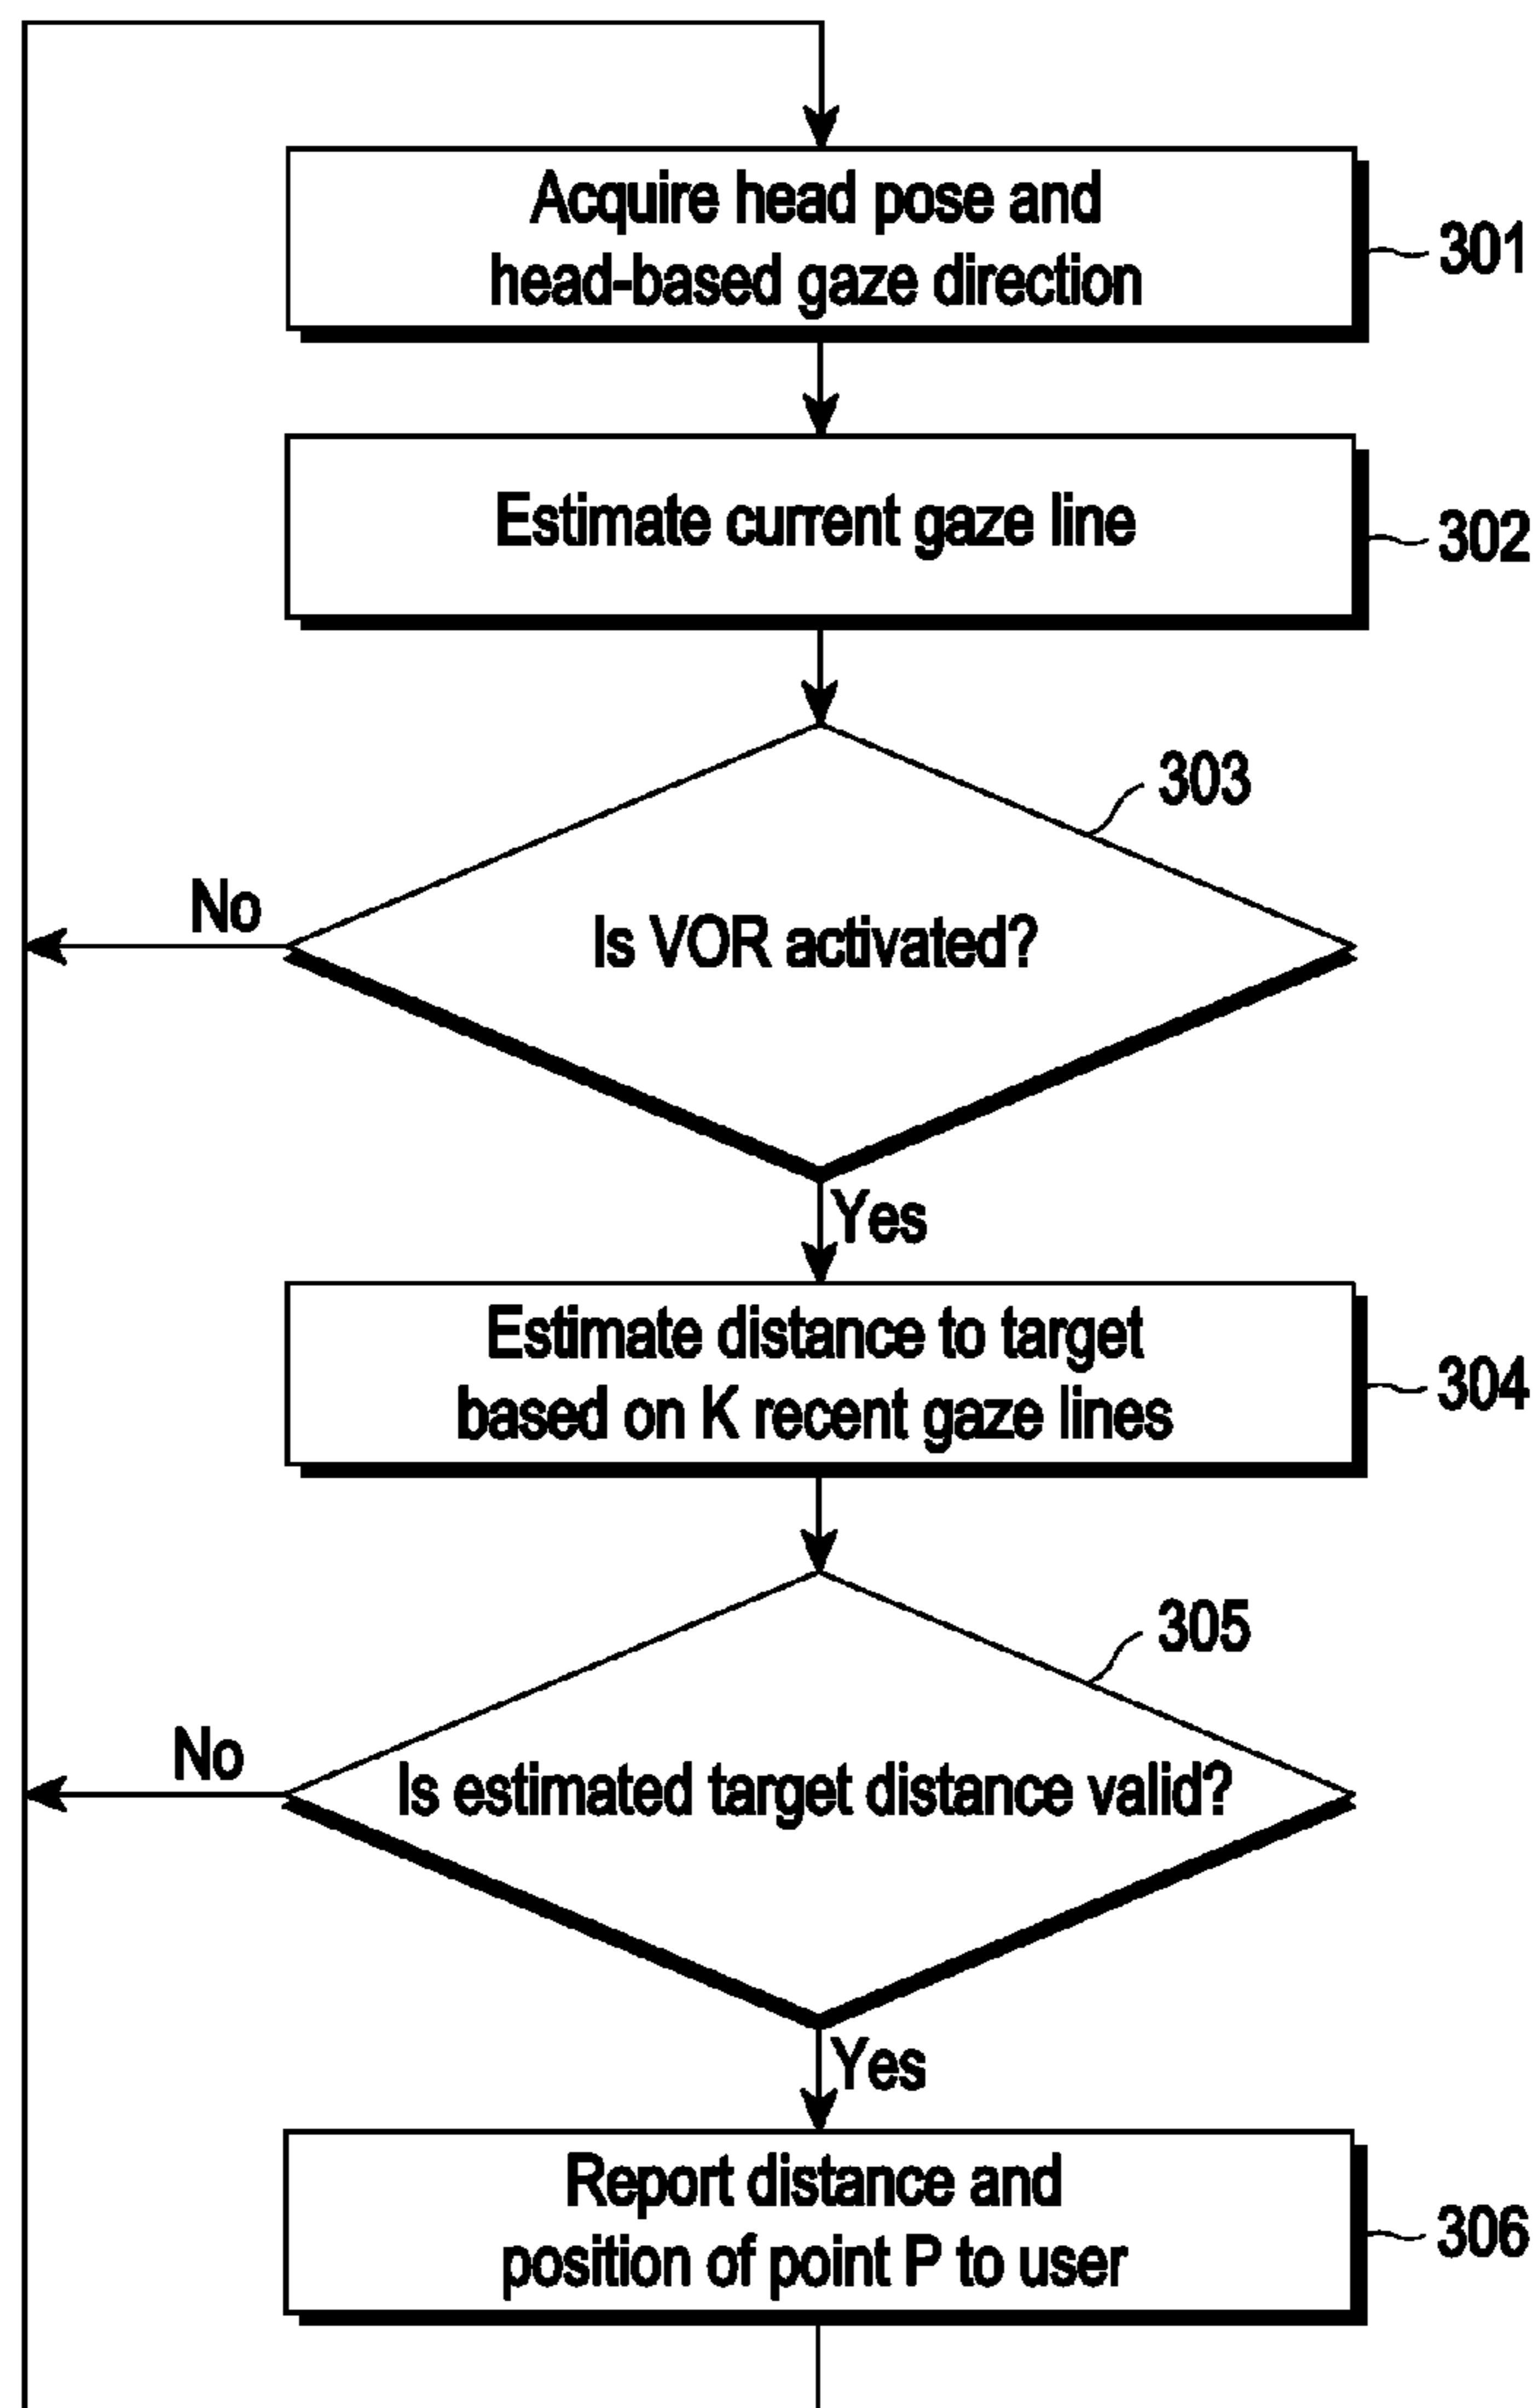 Acquire head pose and
head-based gaze direction
301
Estimate current gaze line
302
303
Is VOR activated?
No
Yes
Estimate distance to target
based on K recent gaze lines
304
305
Is estimated target distance valid?
No
Yes
Report distance and
position of point P to user
306